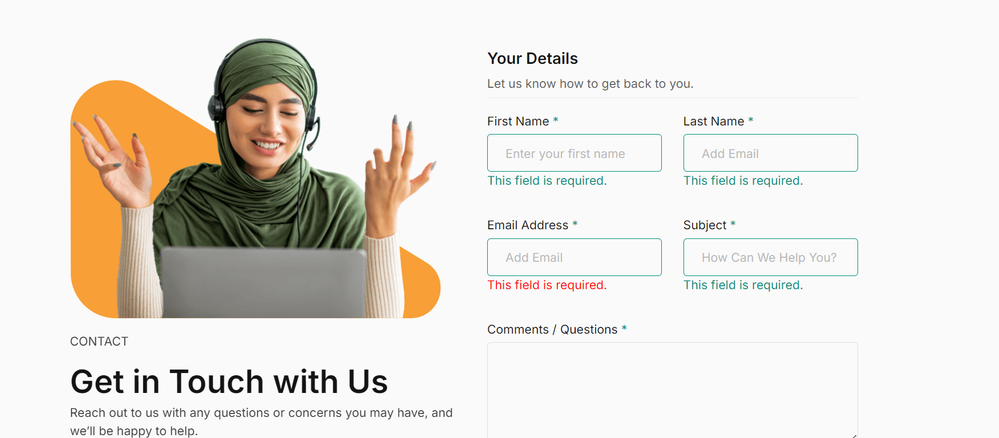 Your Details
Let us know how to get back to you.
First Name *
Last Name *
Enter your first name
Add Email
This field is required.
This field is required.
Email Address *
Subject *
Add Email
How Can We Help You?
This field is required.
This field is required.
Comments / Questions *
CONTACT
Get in Touch with Us
Reach out to us with any questions or concerns you may have, and
we’ll be happy to help.